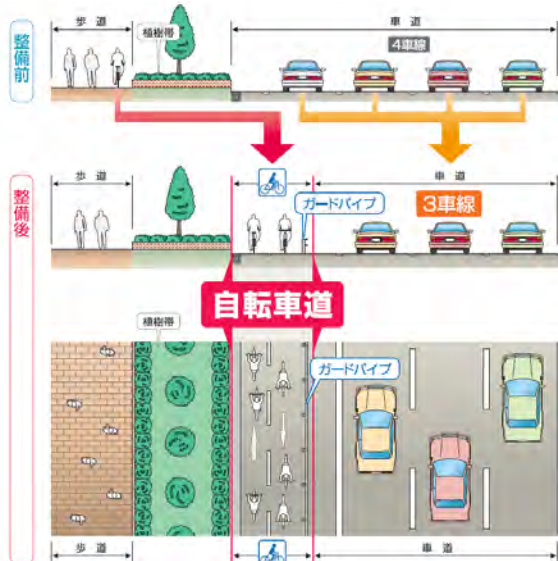 整備前
歩道
車道
植樹帯
4車線
整備後
歩道
車道
ガードパイプ
3車線
自転車道
植樹帯
ガードパイプ
歩道
車道